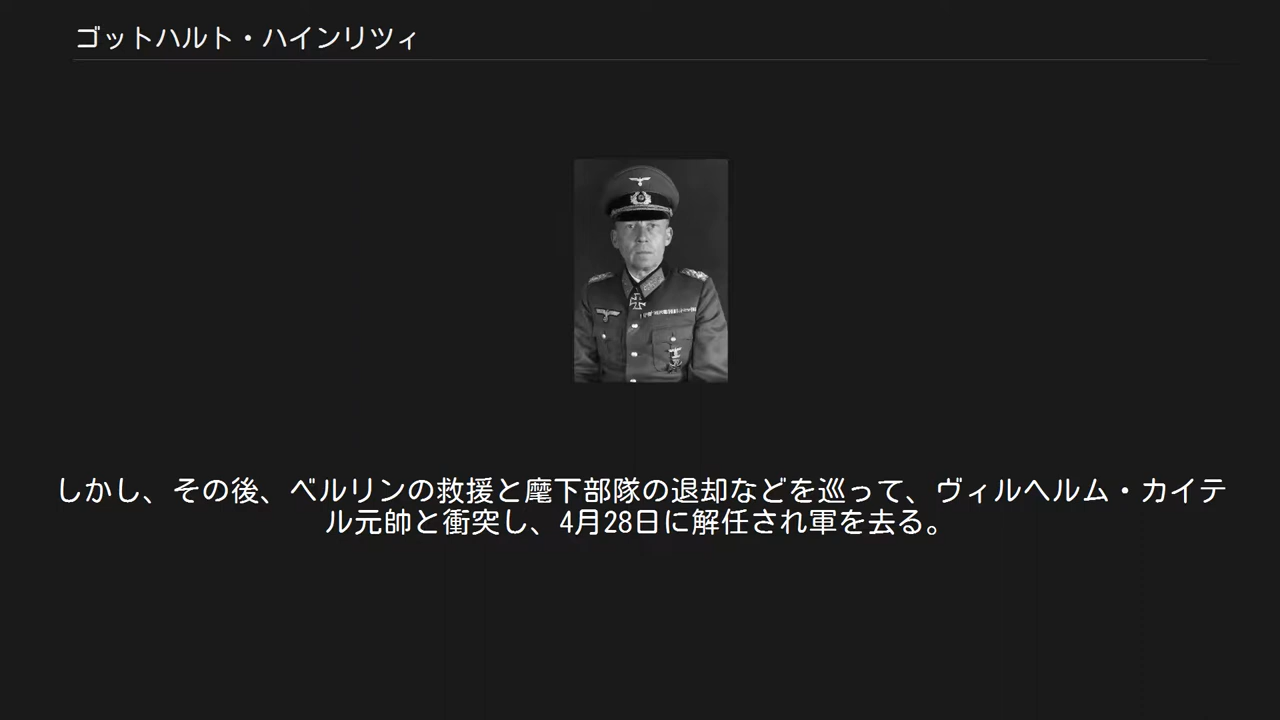 ゴットハルト・ハインリツィ
しかし、その後、ベルリンの救援と麾下部隊の退却などを巡って、ヴィルヘルム・カイテ
ル元帥と衝突し、4月28日に解任され軍を去る。